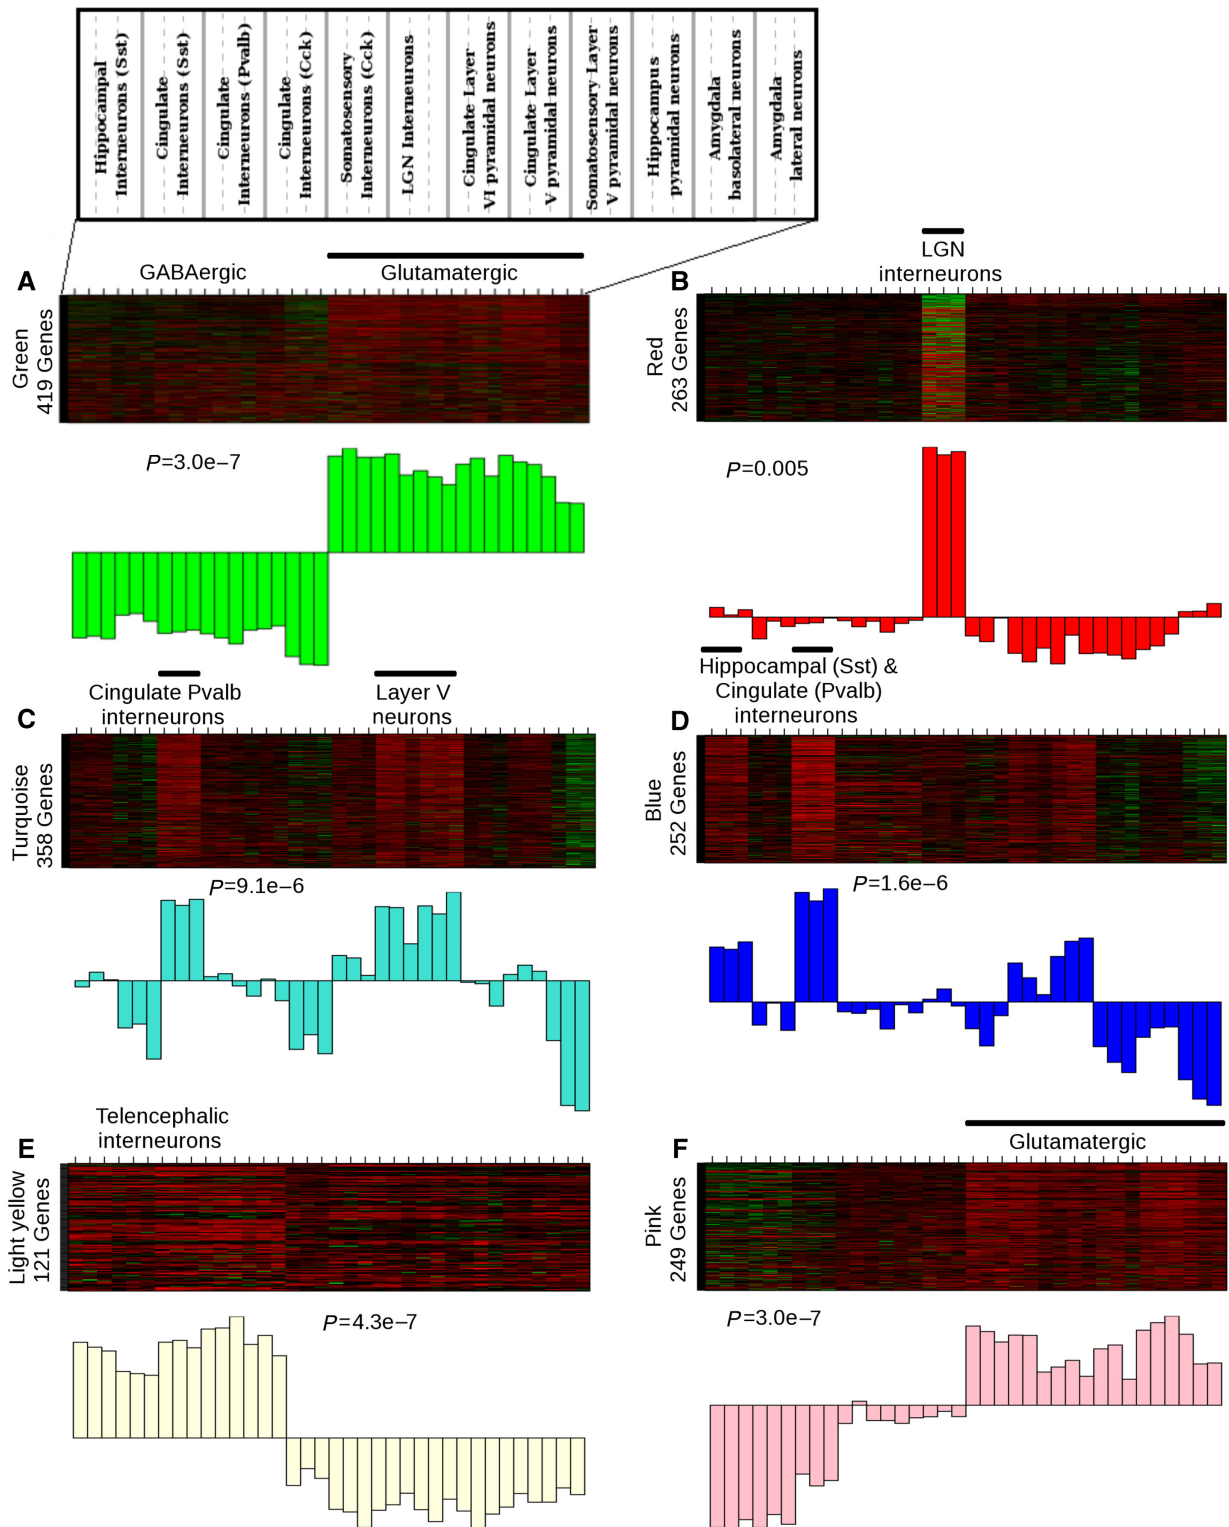 Hippocampal
Interneurons (Sst)
Cingulate
Interneurons (Sst)
Cingulate
Interneurons (Pvalb)
Cingulate
Interneurons (Cck)
Somatosensory
Interneurons (Cck)
LGN Interneurons
Cingulate Layer
VI pyramidal neurons
Cingulate Layer
V pyramidal neurons
Somatosensory Layer
V pyramidal neurons
Hippocampus
pyramidal neurons
Amygdala
basolateral neurons
Amygdala
lateral neurons
A
GABAergic
Glutamatergic
Green
419 Genes
P=3.0e−7
B
LGN
interneurons
Red
263 Genes
P=0.005
C
Cingulate Pvalb
interneurons
Layer V
neurons
Turquoise
358 Genes
P=9.1e−6
D
Hippocampal (Sst) &
Cingulate (Pvalb)
interneurons
Blue
252 Genes
P=1.6e−6
E
Telencephalic
interneurons
Light yellow
121 Genes
P=4.3e−7
F
Glutamatergic
Pink
249 Genes
P=3.0e−7